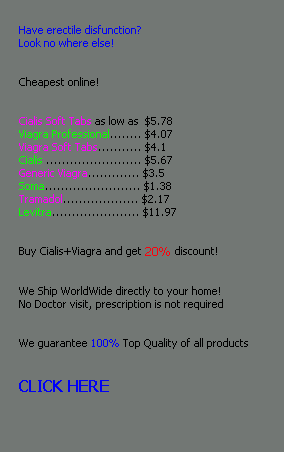 Have erectile disfunction?
Look no where else!
Cheapest online!
Cialis Soft Tabs as low as $5.78
Viagra Professional........ $4.07
Viagra Soft Tabs........... $4.1
Cialis ....................... $5.67
Generic Viagra............ $3.5
Soma....................... $1.38
Tramadol................... $2.17
Levitra..................... $11.97
Buy Cialis+Viagra and get 20% discount!
We Ship WorldWide directly to your home!
No Doctor visit, prescription is not required
We guarantee 100% Top Quality of all products
CLICK HERE